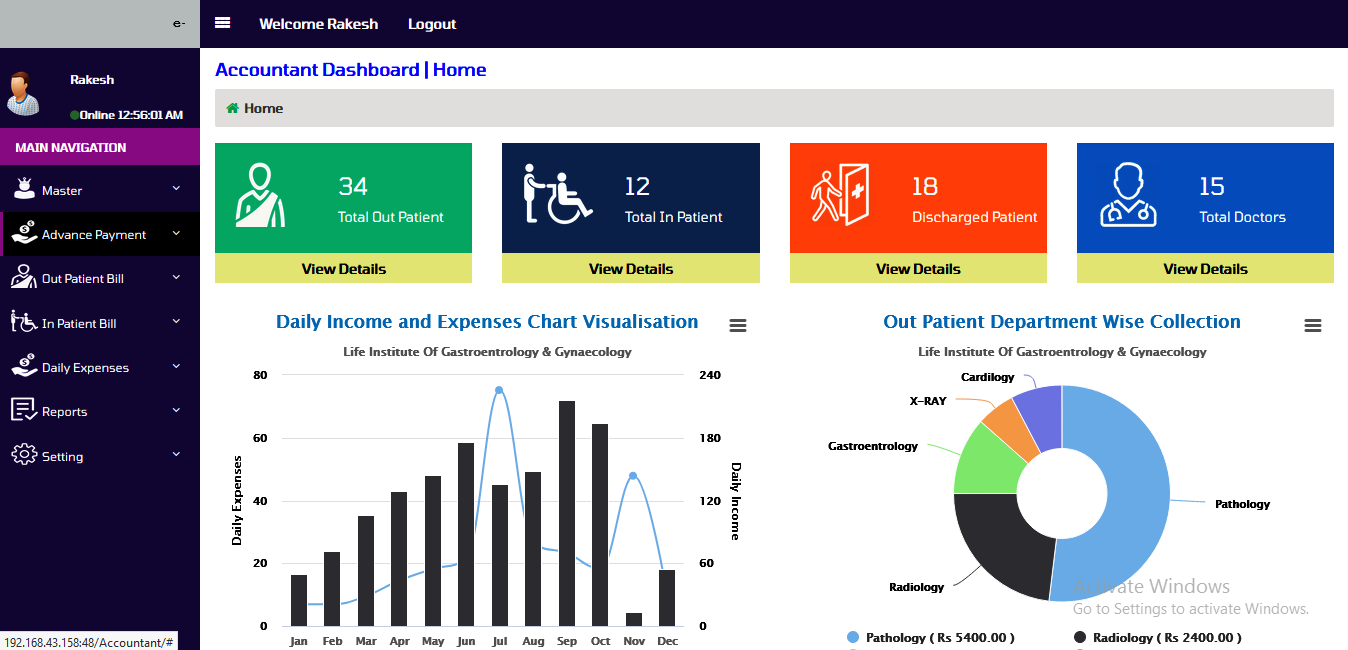 e-
Welcome Rakesh
Logout
Rakesh
Online 12:56:01 AM
MAIN NAVIGATION
Master
Advance Payment
Out Patient Bill
In Patient Bill
Daily Expenses
Reports
Setting
192.168.43.158:48/Accountant/#
Accountant Dashboard | Home
Home
34
Total Out Patient
View Details
12
Total In Patient
View Details
18
Discharged Patient
View Details
15
Total Doctors
View Details
Daily Income and Expenses Chart Visualisation
Life Institute Of Gastroentrology & Gynaecology
80
60
40
20
0
Daily Expenses
240
180
120
60
0
Daily Income
Jan Feb Mar Apr May Jun Jul Aug Sep Oct Nov Dec
Out Patient Department Wise Collection
Life Institute Of Gastroentrology & Gynaecology
Cardilogy
X-RAY
Gastroentrology
Pathology
Radiology
Activate Windows
Go to Settings to activate Windows.
Pathology ( Rs 5400.00 )
Radiology ( Rs 2400.00 )